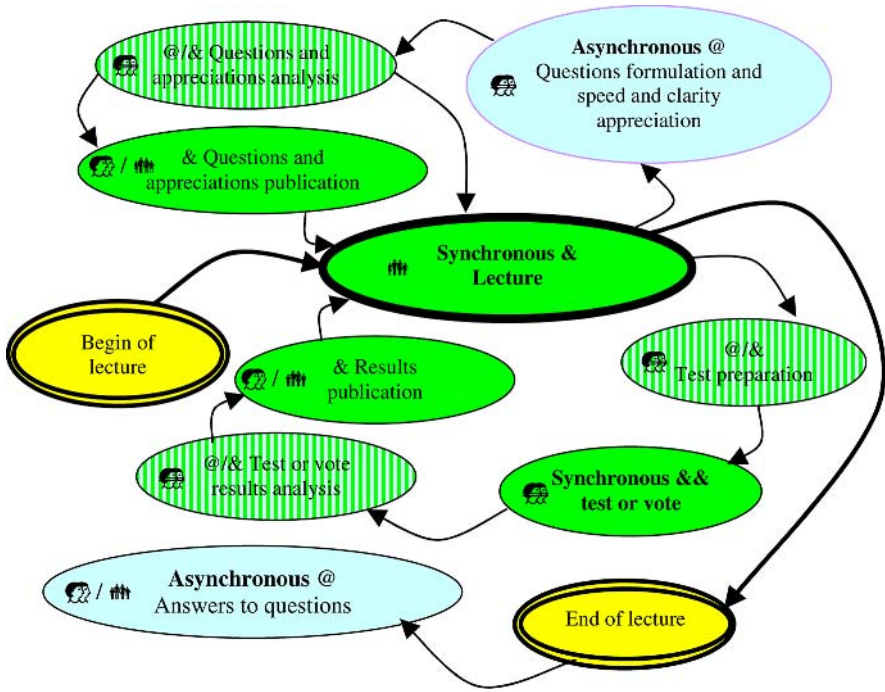 @/& Questions and
appreciations analysis
Asynchronous @
Questions formulation and
speed and clarity
appreciation
/
& Questions and
appreciations publication
Synchronous &
Lecture
Begin of
lecture
@/&
Test preparation
/
& Results
publication
@/& Test or vote
results analysis
Synchronous &&
test or vote
/
Asynchronous @
Answers to questions
End of lecture